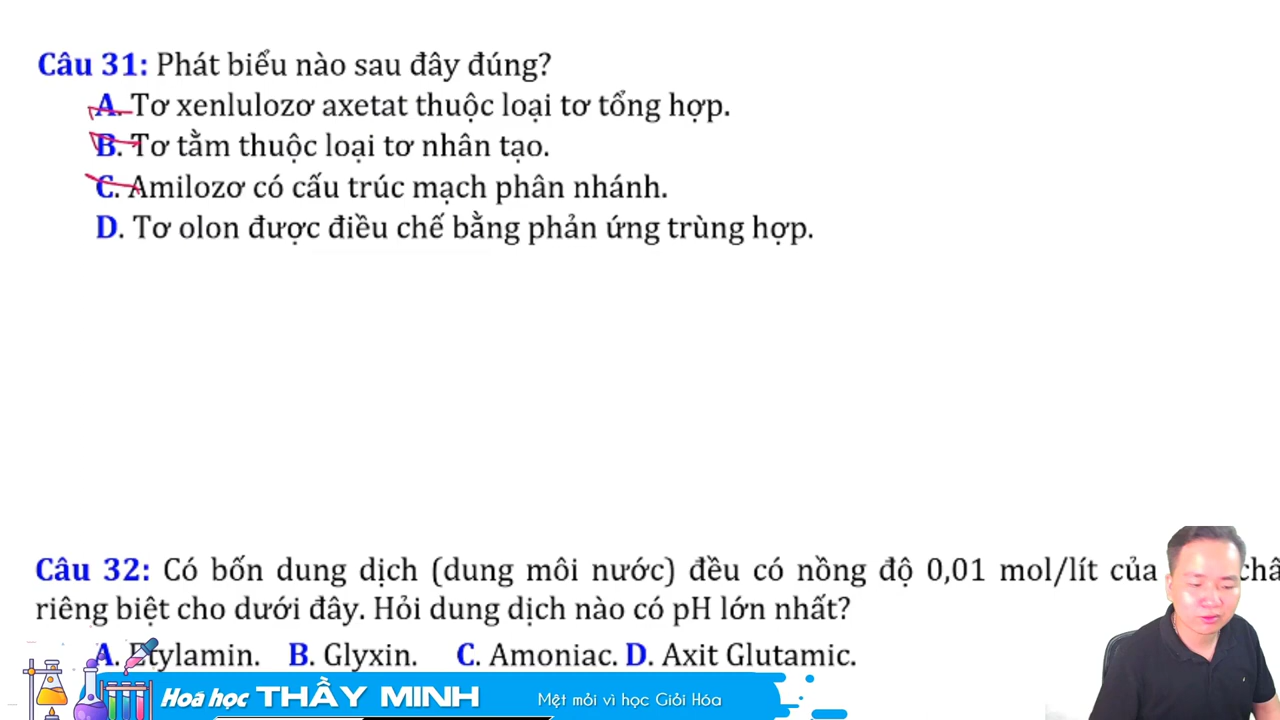 Câu 31: Phát biểu nào sau đây đúng?
A. Tơ xenlulozơ axetat thuộc loại tơ tổng hợp.
B. Tơ tằm thuộc loại tơ nhân tạo.
C. Amilozơ có cấu trúc mạch phân nhánh.
D. Tơ olon được điều chế bằng phản ứng trùng hợp.
Câu 32: Có bốn dung dịch (dung môi nước) đều có nồng độ 0,01 mol/lít của
riêng biệt cho dưới đây. Hỏi dung dịch nào có pH lớn nhất?
A. Etylamin. B. Glyxin. C. Amoniac. D. Axit Glutamic.
Hoá học THẦY MINH Mệt mỏi vì học Giỏi Hóa